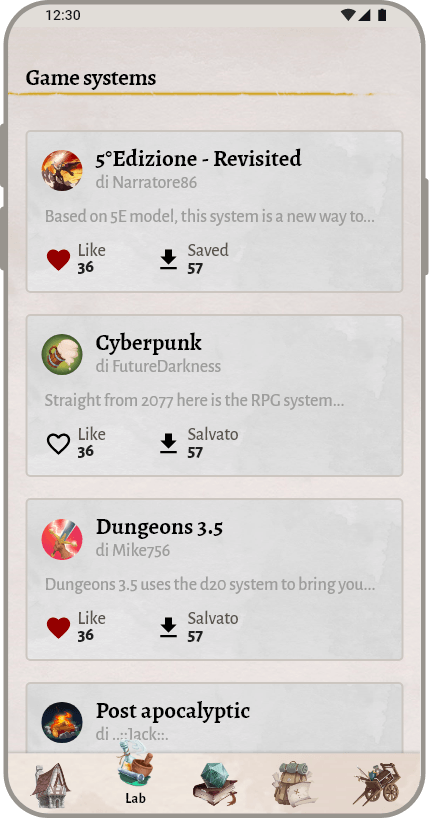 12:30
Game systems
5°Edizione - Revisited
di Narratore86
Based on 5E model, this system is a new way to...
Like
36
Saved
57
Cyberpunk
di FutureDarkness
Straight from 2077 here is the RPG system...
Like
36
Salvato
57
Dungeons 3.5
di Mike756
Dungeons 3.5 uses the d20 system to bring you...
Like
36
Salvato
57
Post apocalyptic
di ..::Jack::.
Lab